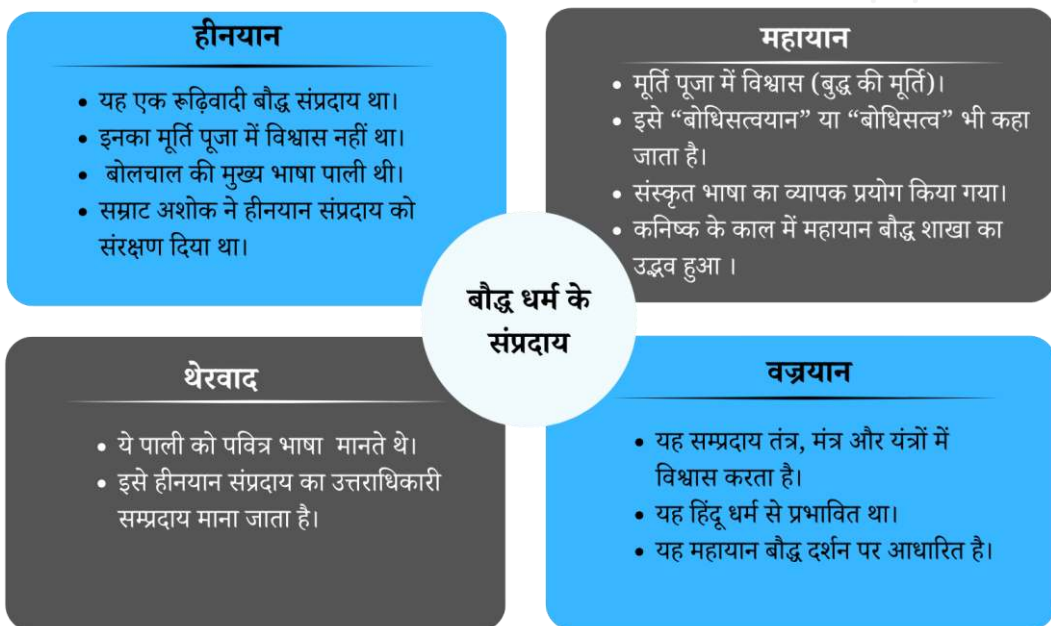 हीनयान
यह एक रूढ़िवादी बौद्ध संप्रदाय था।
इनका मूर्ति पूजा में विश्वास नहीं था।
बोलचाल की मुख्य भाषा पाली थी।
सम्राट अशोक ने हीनयान संप्रदाय को
संरक्षण दिया था।
महायान
मूर्ति पूजा में विश्वास (बुद्ध की मूर्ति)।
इसे “बोधिसत्वयान” या “बोधिसत्व” भी कहा
जाता है।
संस्कृत भाषा का व्यापक प्रयोग किया गया।
कनिष्क के काल में महायान बौद्ध शाखा का
उद्भव हुआ ।
बौद्ध धर्म के
संप्रदाय
थेरवाद
ये पाली को पवित्र भाषा मानते थे।
इसे हीनयान संप्रदाय का उत्तराधिकारी
सम्प्रदाय माना जाता है।
वज्रयान
यह सम्प्रदाय तंत्र, मंत्र और यंत्रों में
विश्वास करता है।
यह हिंदू धर्म से प्रभावित था।
यह महायान बौद्ध दर्शन पर आधारित है।